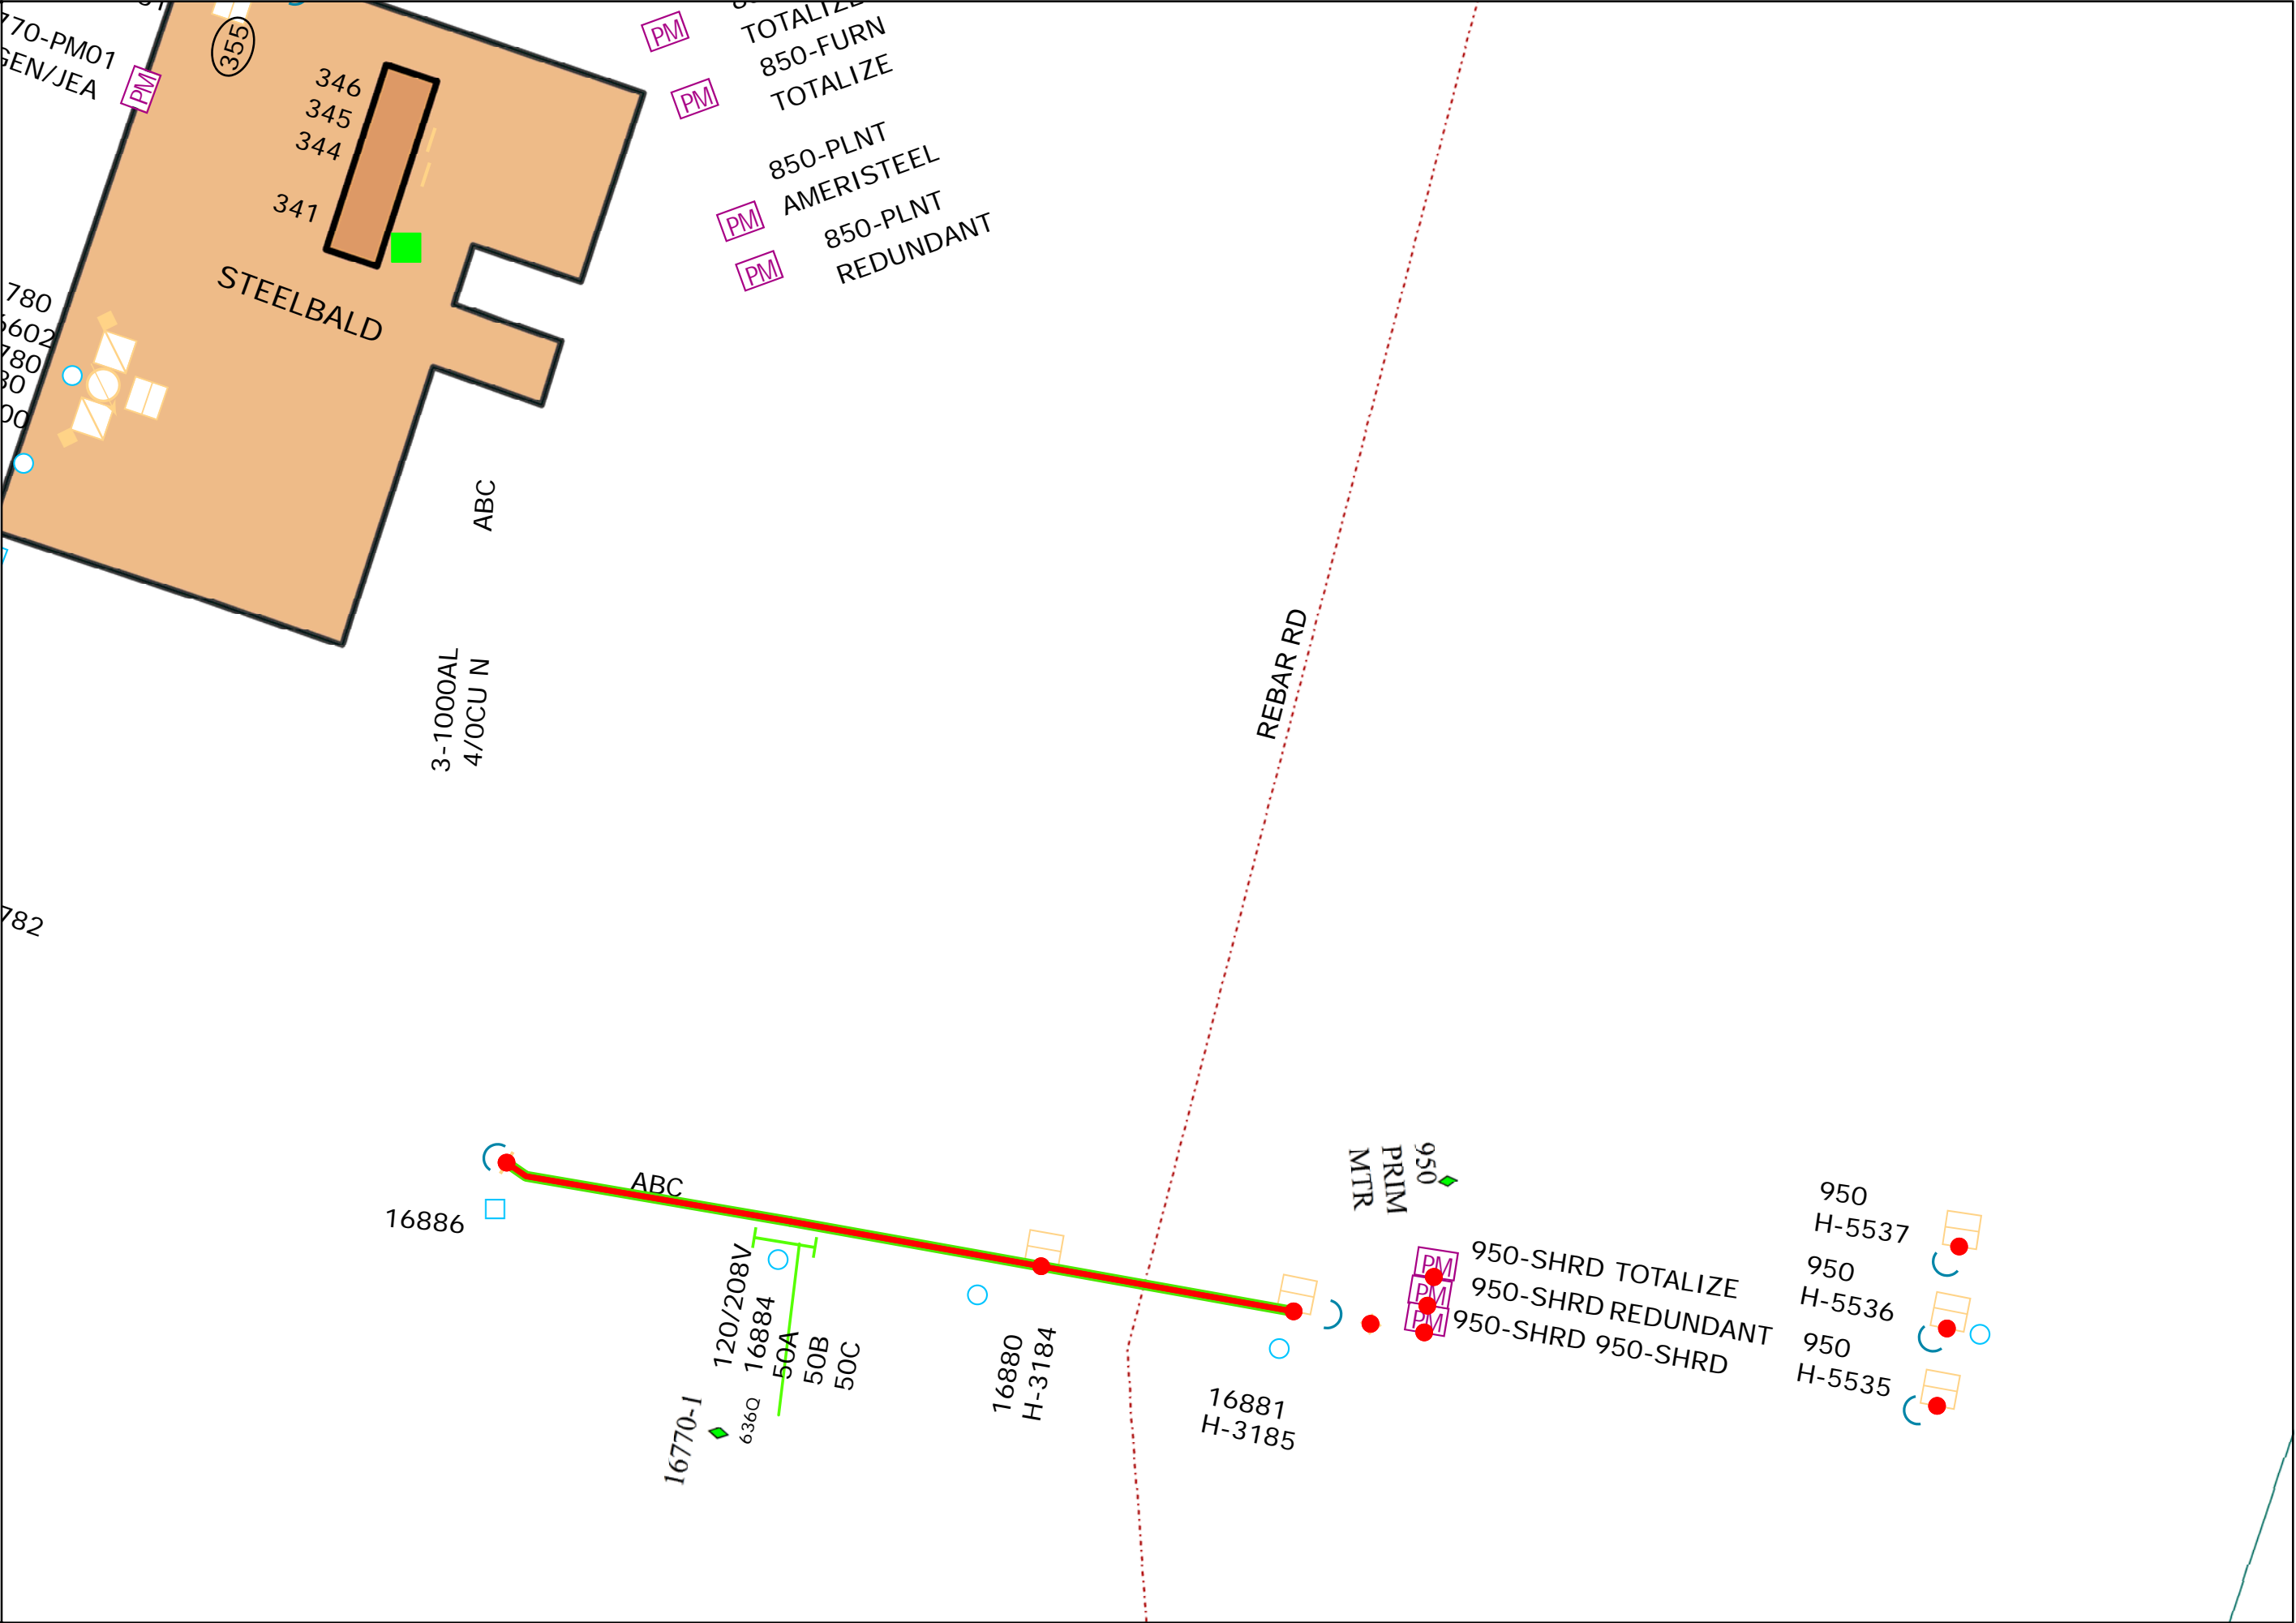 770-PM01
GEN/JEA
PM
355
346
345
344
341
STEELBALD
PM
TOTALIZE
850-FURN
PM
TOTALIZE
850-PLNT
AMERISTEEL
PM
850-PLNT
REDUNDANT
PM
780
6602
780
80
00
ABC
3-1000AL
4/0CU N
REBAR RD
782
16886
ABC
120/208V
16884
50A
50B
50C
16770-1
636Q
16880
H-3184
16881
H-3185
950
PRIM
MTR
PM
950-SHRD TOTALIZE
PM
950-SHRD REDUNDANT
PM
950-SHRD 950-SHRD
950
H-5537
950
H-5536
950
H-5535